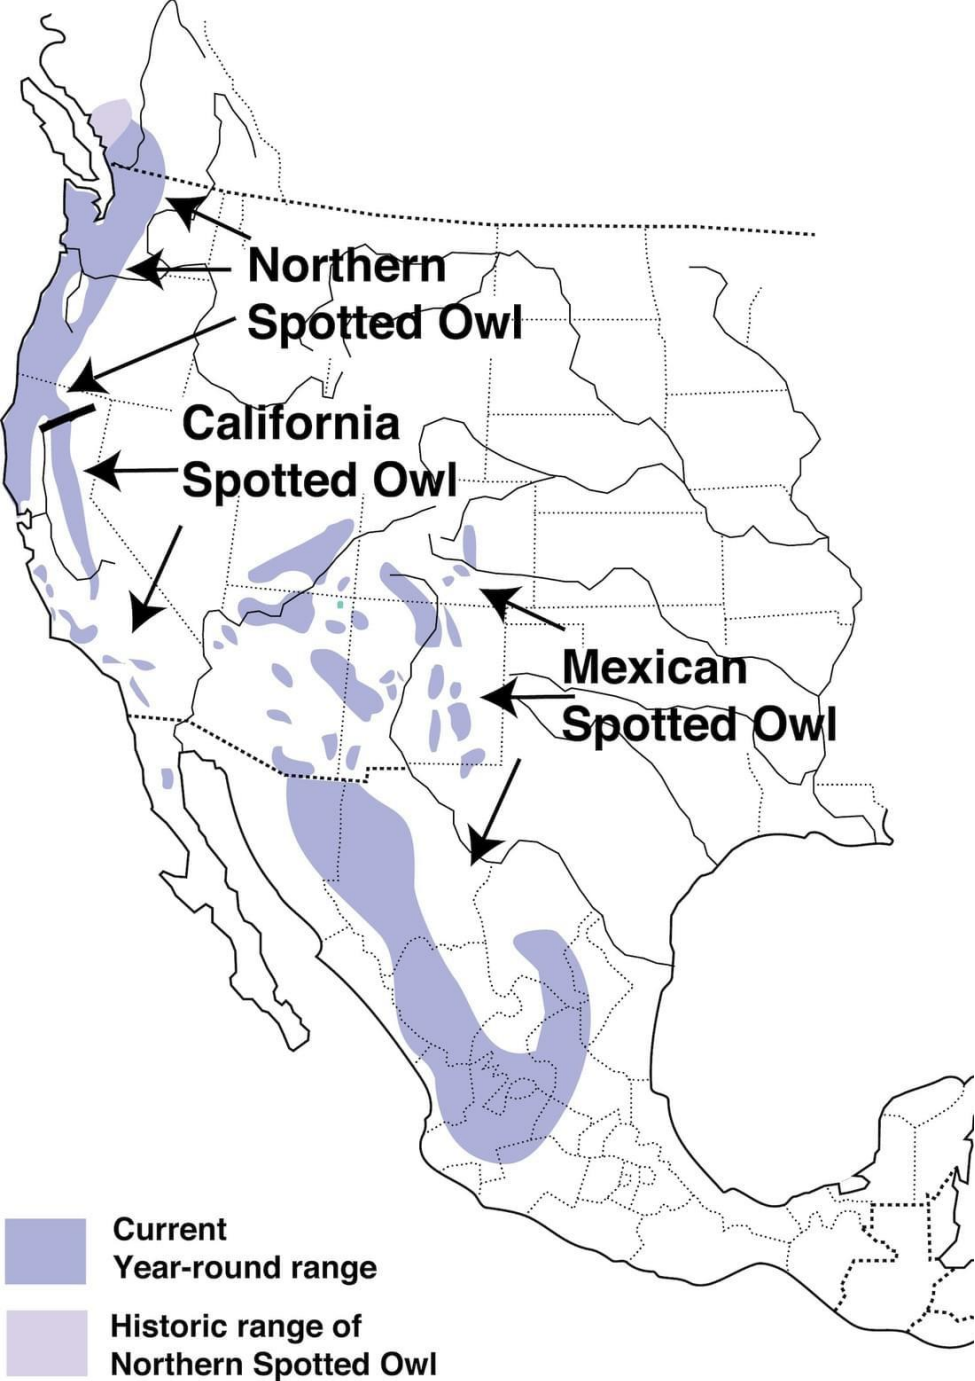 Northern
Spotted Owl
California
Spotted Owl
Mexican
Spotted Owl
Current
Year-round range
Historic range of
Northern Spotted Owl